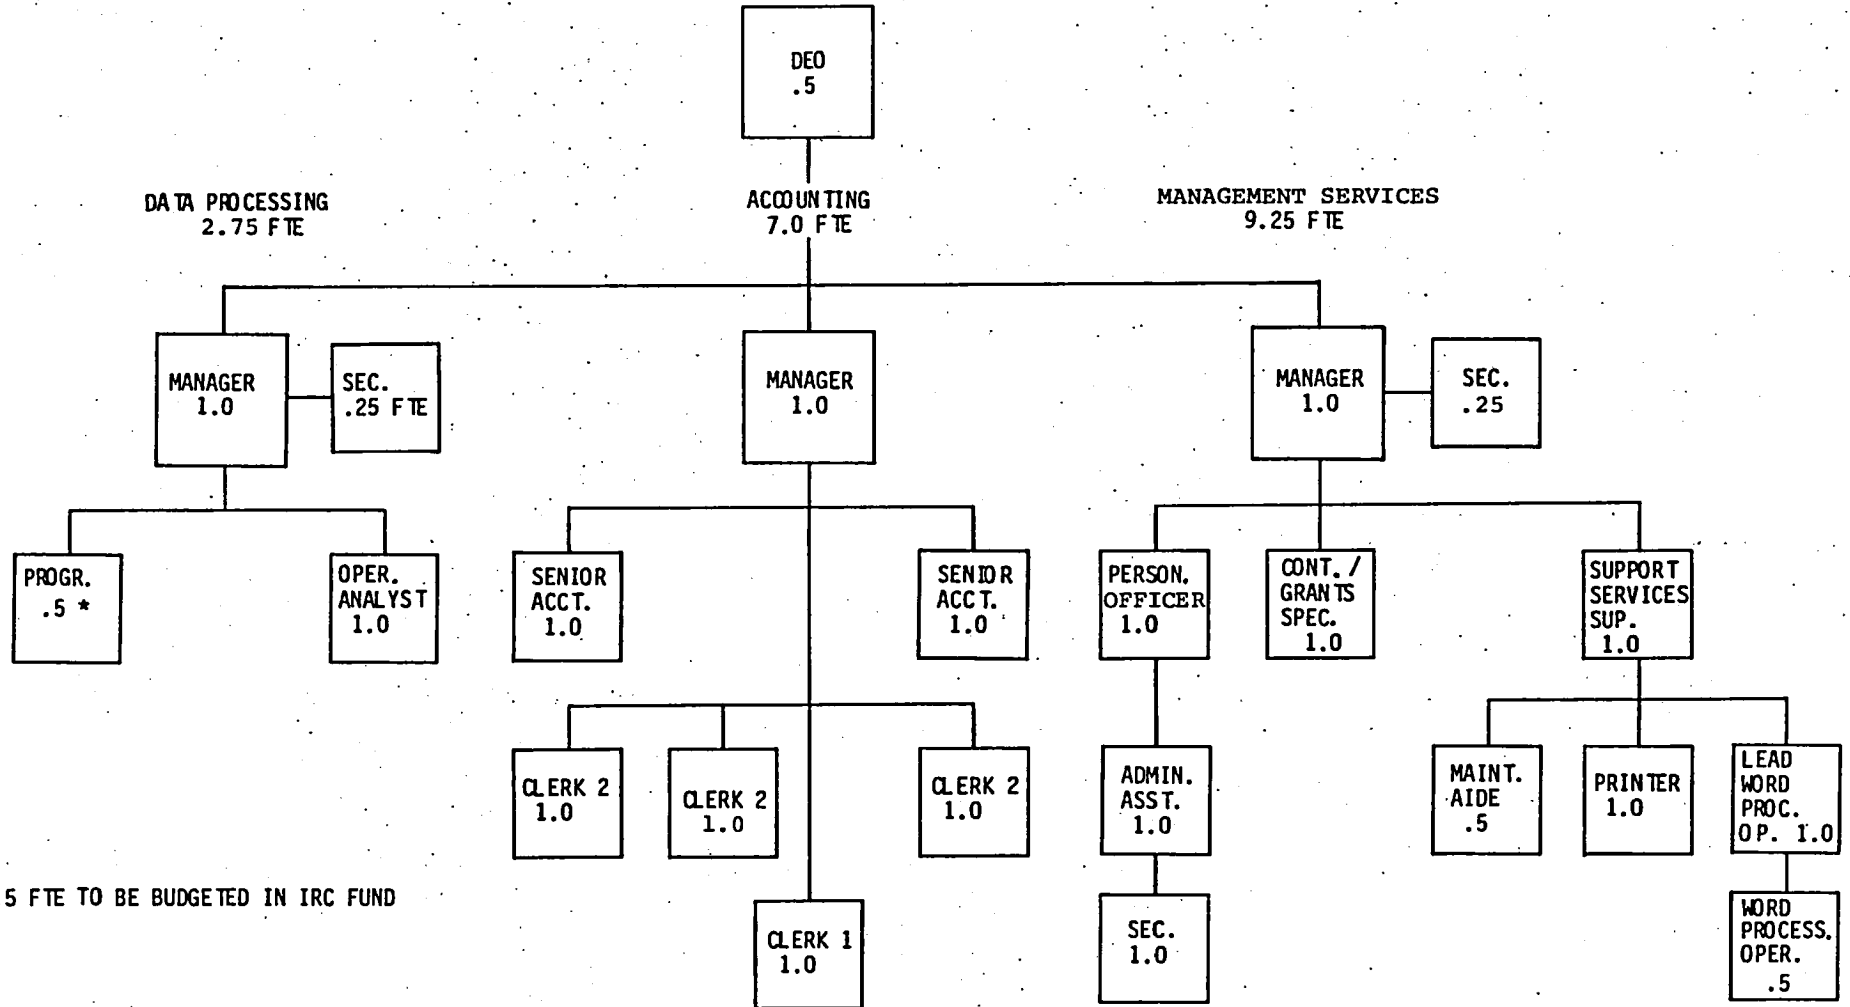 DEO
.5
DATA PROCESSING
2.75 FTE
ACCOUNTING
7.0 FTE
MANAGEMENT SERVICES
9.25 FTE
MANAGER
1.0
SEC.
.25 FTE
MANAGER
1.0
MANAGER
1.0
SEC.
.25
PROGR.
.5 *
OPER.
ANALYST
1.0
SENIOR
ACCT.
1.0
SENIOR
ACCT.
1.0
PERSON.
OFFICER
1.0
CONT./
GRANTS
SPEC.
1.0
SUPPORT
SERVICES
SUP.
1.0
CLERK 2
1.0
CLERK 2
1.0
CLERK 2
1.0
ADMIN.
ASST.
1.0
MAINT.
AIDE
.5
PRINTER
1.0
LEAD
WORD
PROC.
OP. 1.0
5 FTE TO BE BUDGETED IN IRC FUND
CLERK 1
1.0
SEC.
1.0
WORD
PROCESS.
OPER.
.5